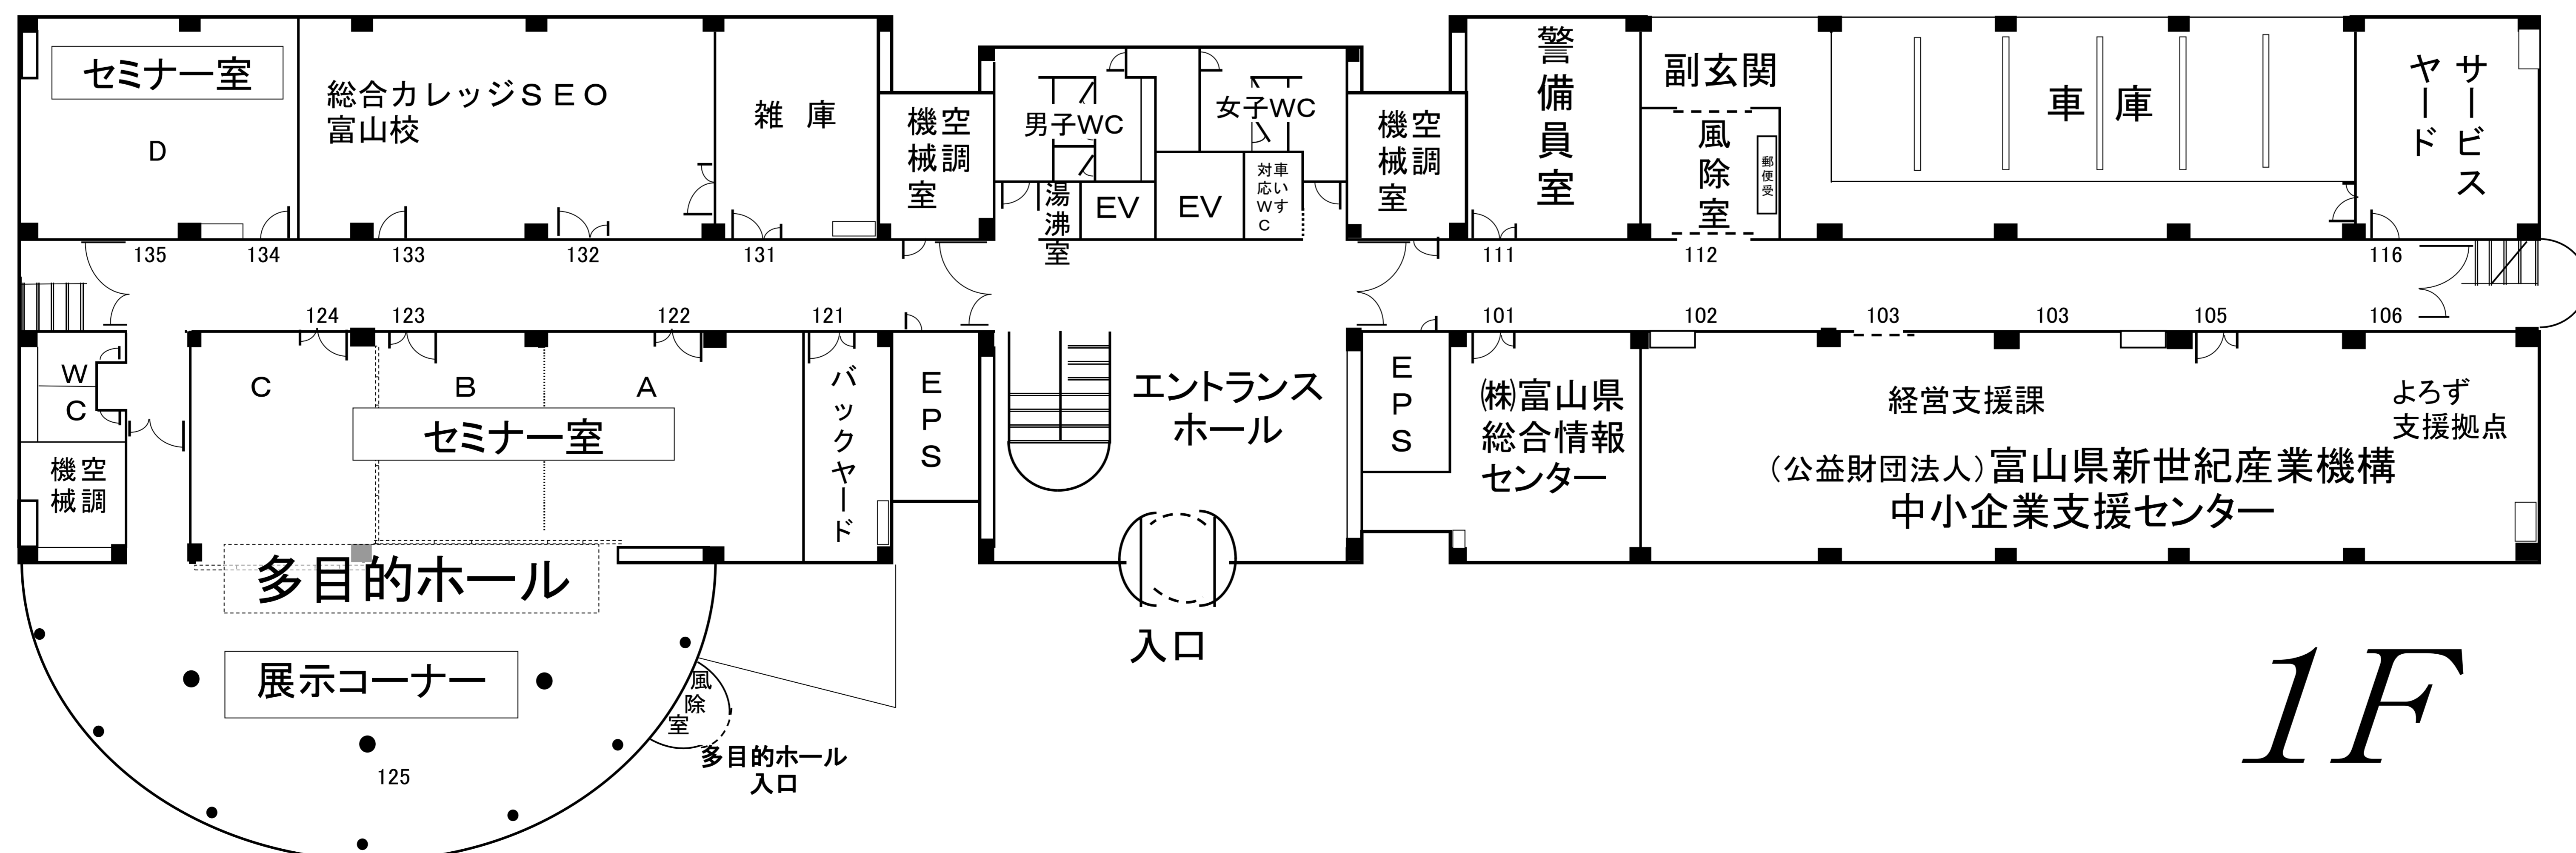 セミナー室
D
総合カレッジＳＥＯ
富山校
雑 庫
空調
機械室
男子WC
女子WC
湯沸室
EV
EV
車いす
対応WC
空調
機械室
警備員室
副玄関
風除室
郵便受
車 庫
サービス
ヤード
135
134
133
132
131
111
112
116
124
123
122
121
101
102
103
103
105
106
WC
空調
機械
C
B
A
セミナー室
バックヤード
EPS
エントランス
ホール
EPS
㈱富山県
総合情報
センター
経営支援課
よろず
支援拠点
（公益財団法人）富山県新世紀産業機構
中小企業支援センター
多目的ホール
展示コーナー
125
風除室
多目的ホール
入口
入口
1F